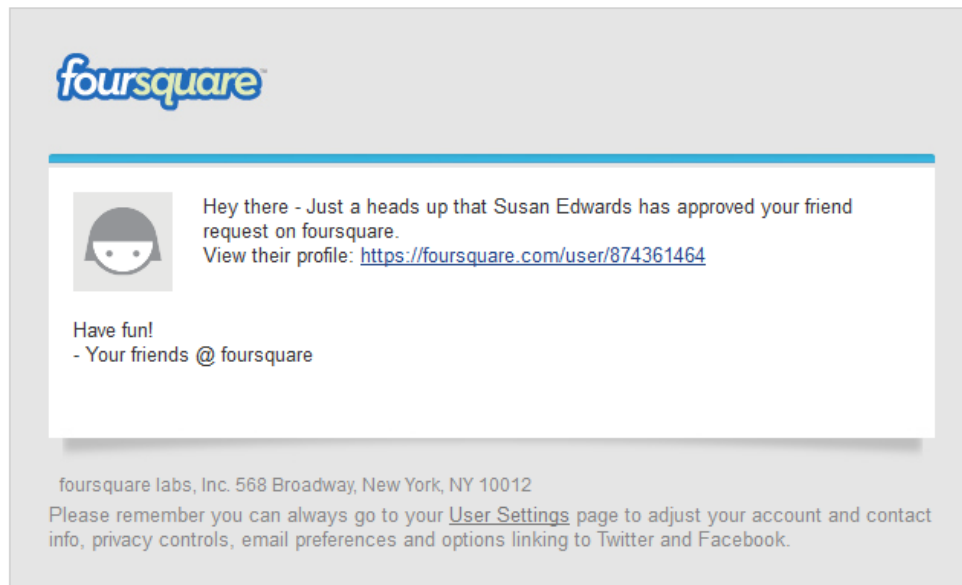 foursquare™
Hey there - Just a heads up that Susan Edwards has approved your friend
request on foursquare.
View their profile: https://foursquare.com/user/874361464
Have fun!
- Your friends @ foursquare
foursquare labs, Inc. 568 Broadway, New York, NY 10012
Please remember you can always go to your User Settings page to adjust your account and contact
info, privacy controls, email preferences and options linking to Twitter and Facebook.